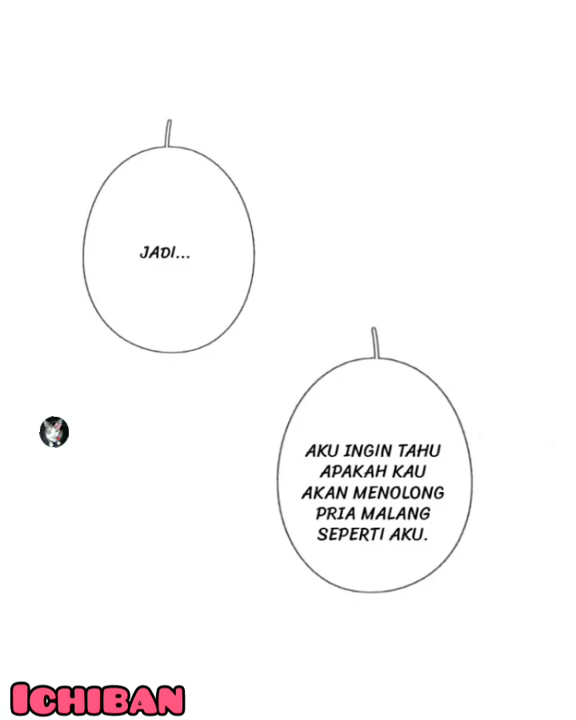 JADI...
AKU INGIN TAHU
APAKAH KAU
AKAN MENOLONG
PRIA MALANG
SEPERTI AKU.
ICHIBAN